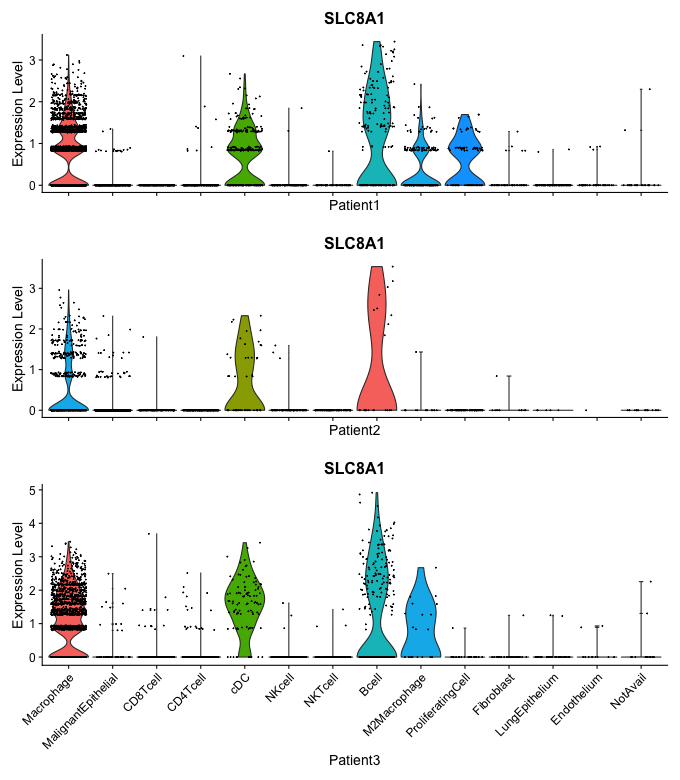 SLC8A1
Expression Level
3
2
1
0
Patient1
SLC8A1
Expression Level
3
2
1
0
Patient2
SLC8A1
Expression Level
5
4
3
2
1
0
Macrophage
MalignantEpithelial
CD8Tcell
CD4Tcell
cDC
NKcell
NKTcell
Bcell
M2Macrophage
ProliferatingCell
Fibroblast
LungEpithelium
Endothelium
NotAvail
Patient3